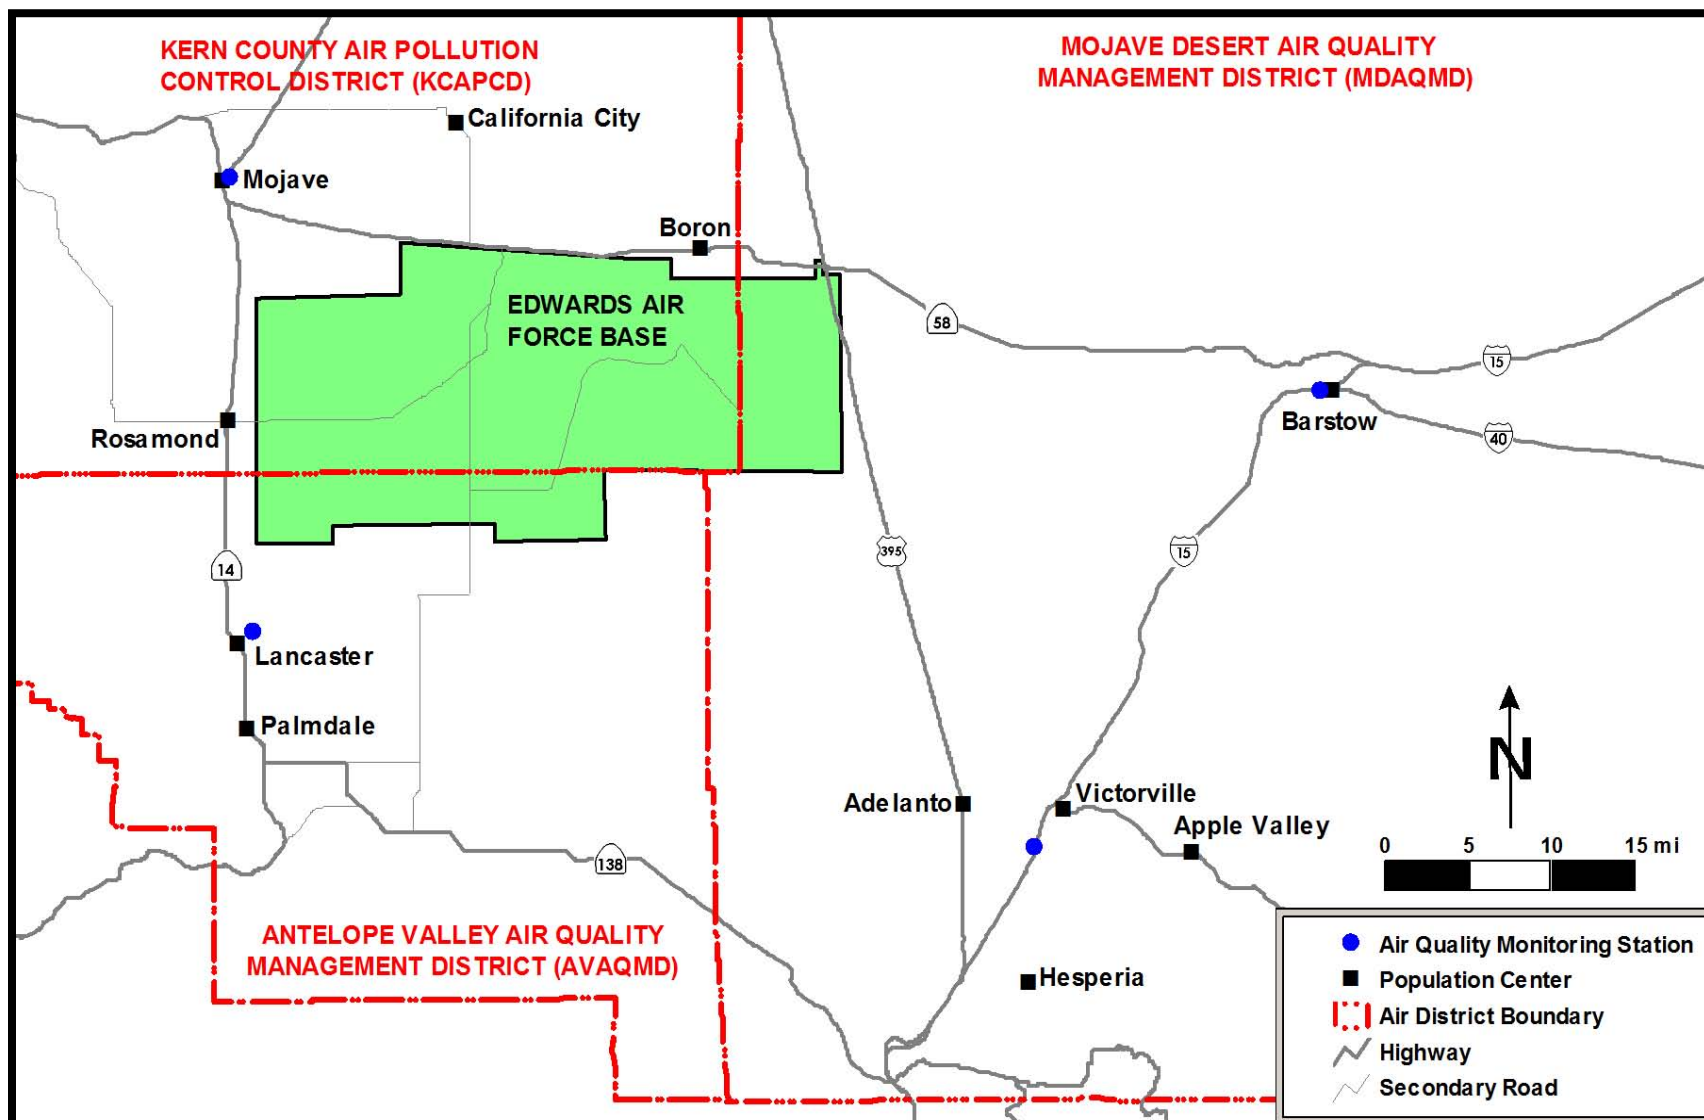 KERN COUNTY AIR POLLUTION
CONTROL DISTRICT (KCAPCD)
MOJAVE DESERT AIR QUALITY
MANAGEMENT DISTRICT (MDAQMD)
California City
Mojave
Boron
EDWARDS AIR
FORCE BASE
58
15
Barstow
40
Rosamond
395
15
14
Lancaster
Palmdale
N
Adelanto
Victorville
Apple Valley
0 5 10 15 mi
138
ANTELOPE VALLEY AIR QUALITY
MANAGEMENT DISTRICT (AVAQMD)
Hesperia
Air Quality Monitoring Station
Population Center
Air District Boundary
Highway
Secondary Road